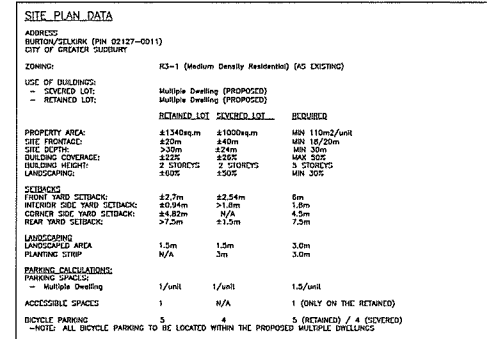 SITE PLAN DATA
ADDRESS
BURTON/SELKIRK (PIN 02127-0011)
CITY OF GREATER SUDBURY
ZONING: R3-1 (Medium Density Residential) (AS EXISTING)
USE OF BUILDINGS:
- SEVERED LOT: Multiple Dwelling (PROPOSED)
- RETAINED LOT: Multiple Dwelling (PROPOSED)
RETAINED LOT SEVERED LOT REQUIRED
PROPERTY AREA: ±1340sq.m ±1000sq.m MIN 110m2/unit
SITE FRONTAGE: ±20m ±40m MIN 18/20m
SITE DEPTH: >30m ±24m MIN 30m
BUILDING COVERAGE: ±22% ±26% MAX 50%
BUILDING HEIGHT: 2 STOREYS 2 STOREYS 3 STOREYS
LANDSCAPING: ±60% ±50% MIN 30%
SETBACKS
FRONT YARD SETBACK: ±2.7m ±2.54m 6m
INTERIOR SIDE YARD SETBACK: ±0.94m >1.8m 1.8m
CORNER SIDE YARD SETBACK: ±4.82m N/A 4.5m
REAR YARD SETBACK: >7.5m ±1.5m 7.5m
LANDSCAPING
LANDSCAPED AREA 1.5m 1.5m 3.0m
PLANTING STRIP N/A 3m 3.0m
PARKING CALCULATIONS:
PARKING SPACES:
- Multiple Dwelling 1/unit 1/unit 1.5/unit
ACCESSIBLE SPACES 1 N/A 1 (ONLY ON THE RETAINED)
BICYCLE PARKING 5 4 5 (RETAINED) / 4 (SEVERED)
-NOTE: ALL BICYCLE PARKING TO BE LOCATED WITHIN THE PROPOSED MULTIPLE DWELLINGS